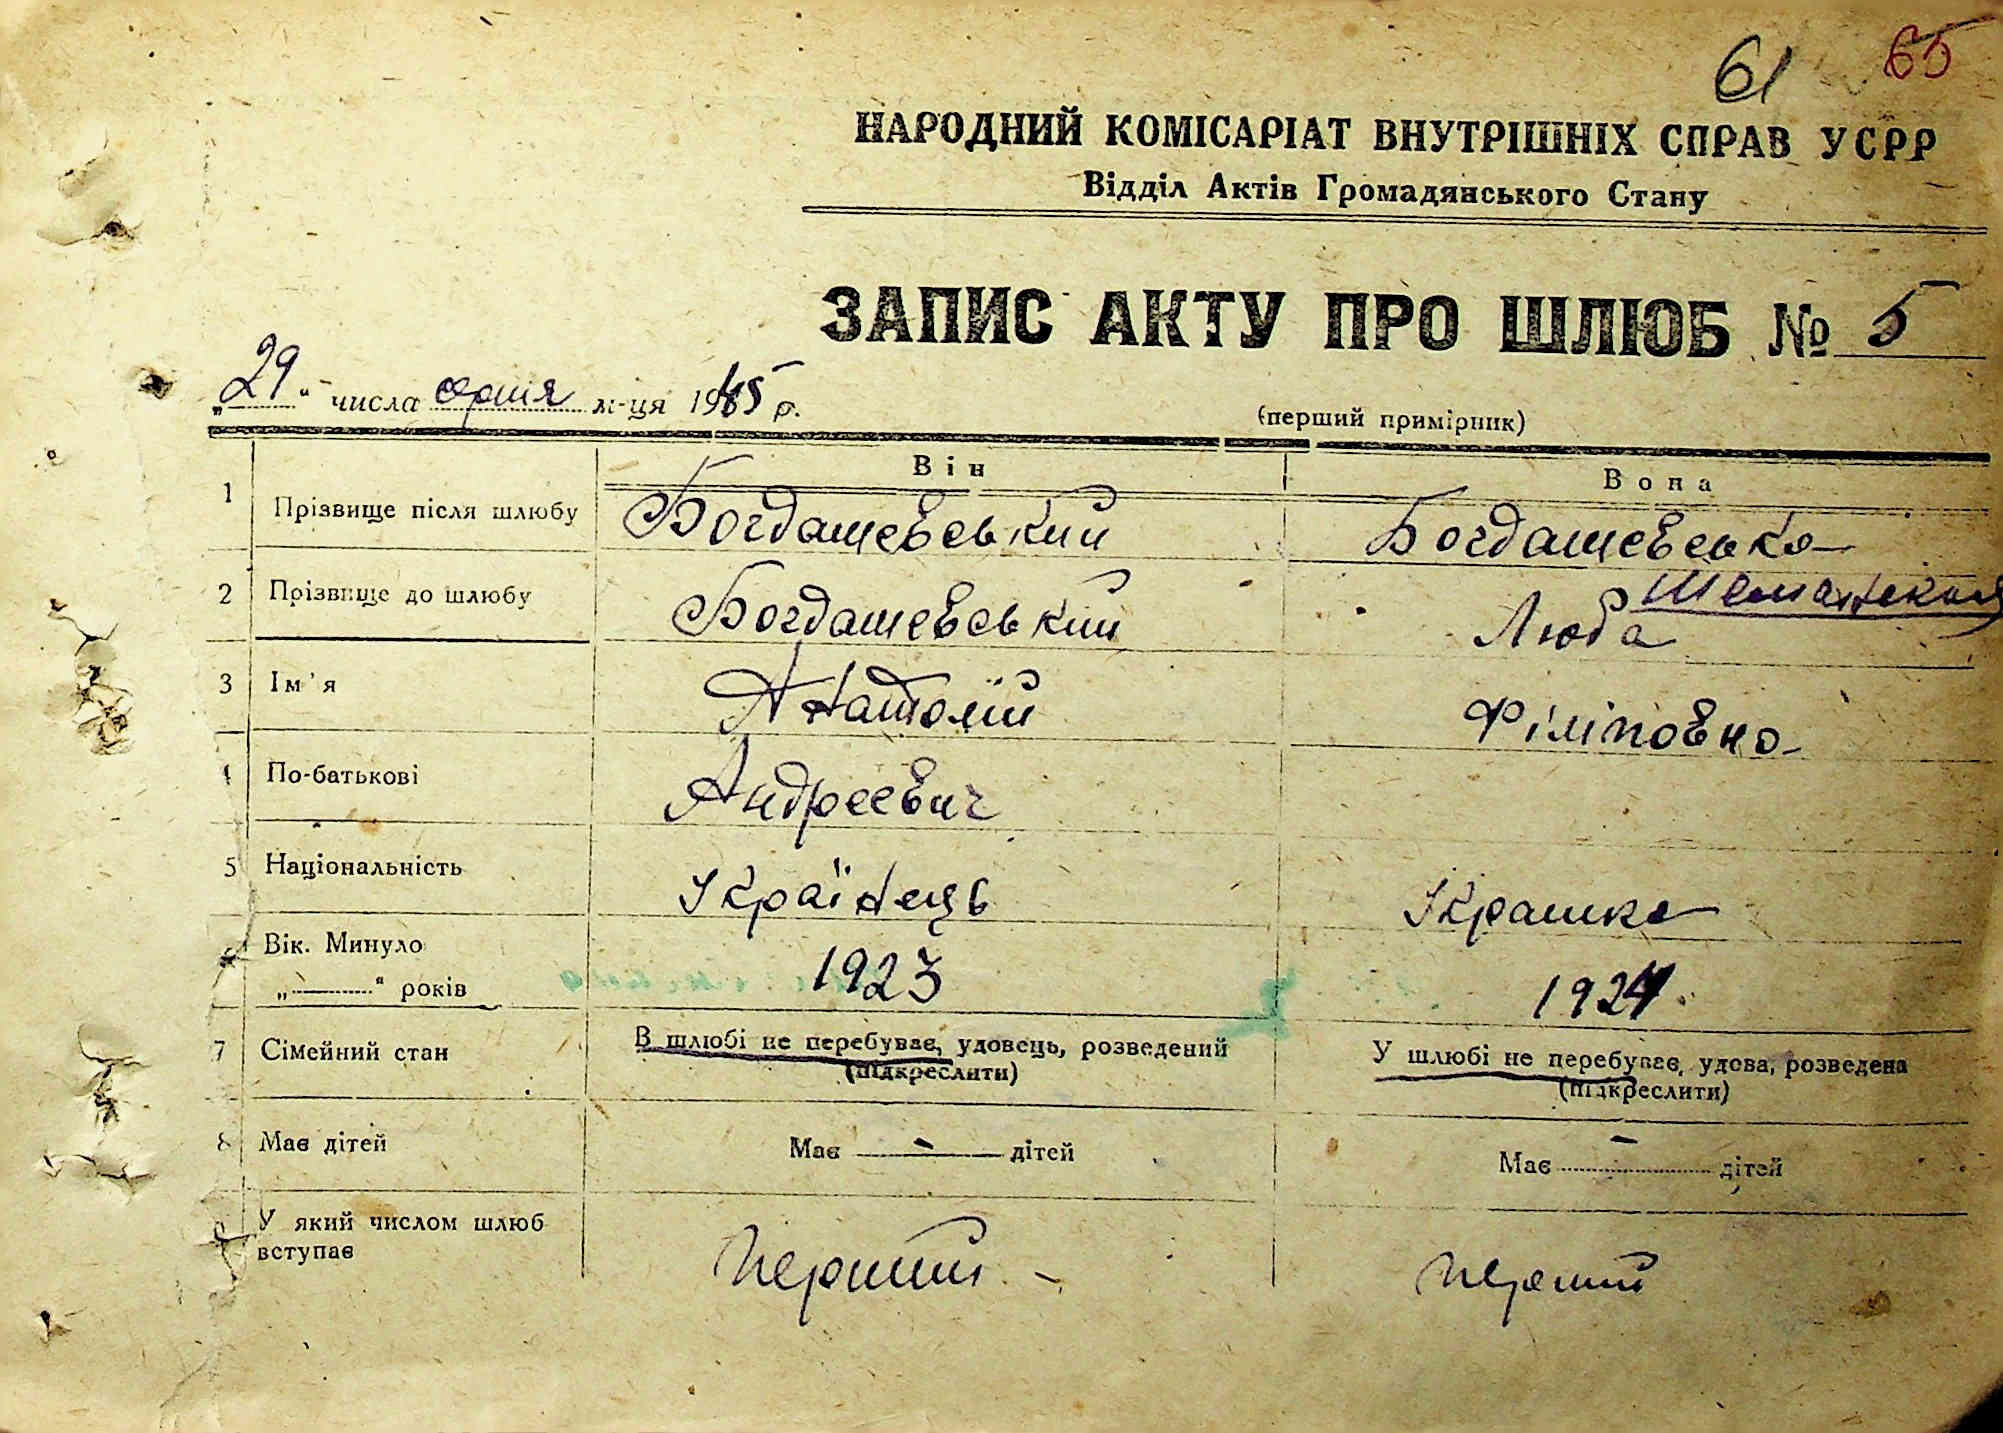 61 65
НАРОДНИЙ КОМІСАРІАТ ВНУТРІШНІХ СПРАВ УСРР
Відділ Актів Громадянського Стану
ЗАПИС АКТУ ПРО ШЛЮБ № 5
„29“ числа серпня м-ця 1945 р.
(перший примірник)
Він Вона
1 Прізвище після шлюбу Богдашевський Богдашевська
Шеманская
2 Прізвище до шлюбу Богдашевський Люба
3 Ім'я Анатолій Філіповна
4 По-батькові Андреевич
5 Національність Українець Українка
Вік. Минуло
„ “ років 1923 1924
7 Сімейний стан В шлюбі не перебуває, удовець, розведений У шлюбі не перебуває, удова, розведена
(підкреслити) (підкреслити)
8 Має дітей Має - дітей Має - дітей
9 У який числом шлюб
вступає Перший - перший